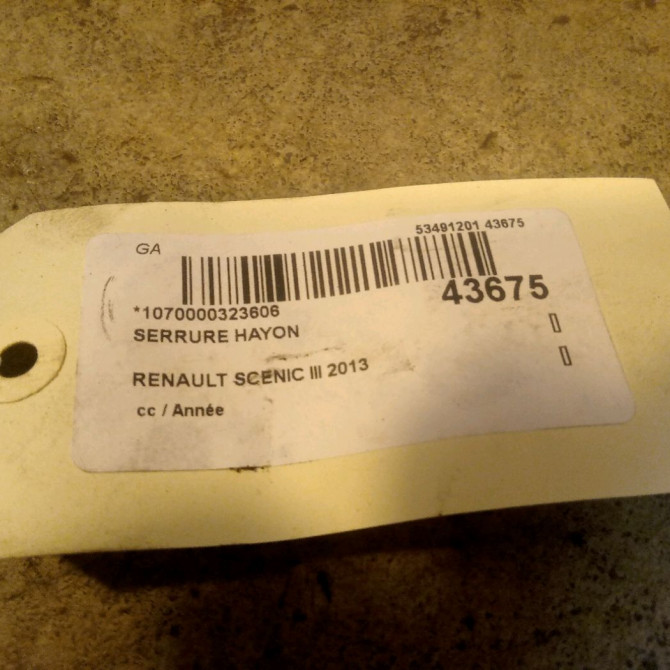 GA
53491201 43675
43675
*1070000323606
SERRURE HAYON
RENAULT SCENIC III 2013
cc / Année